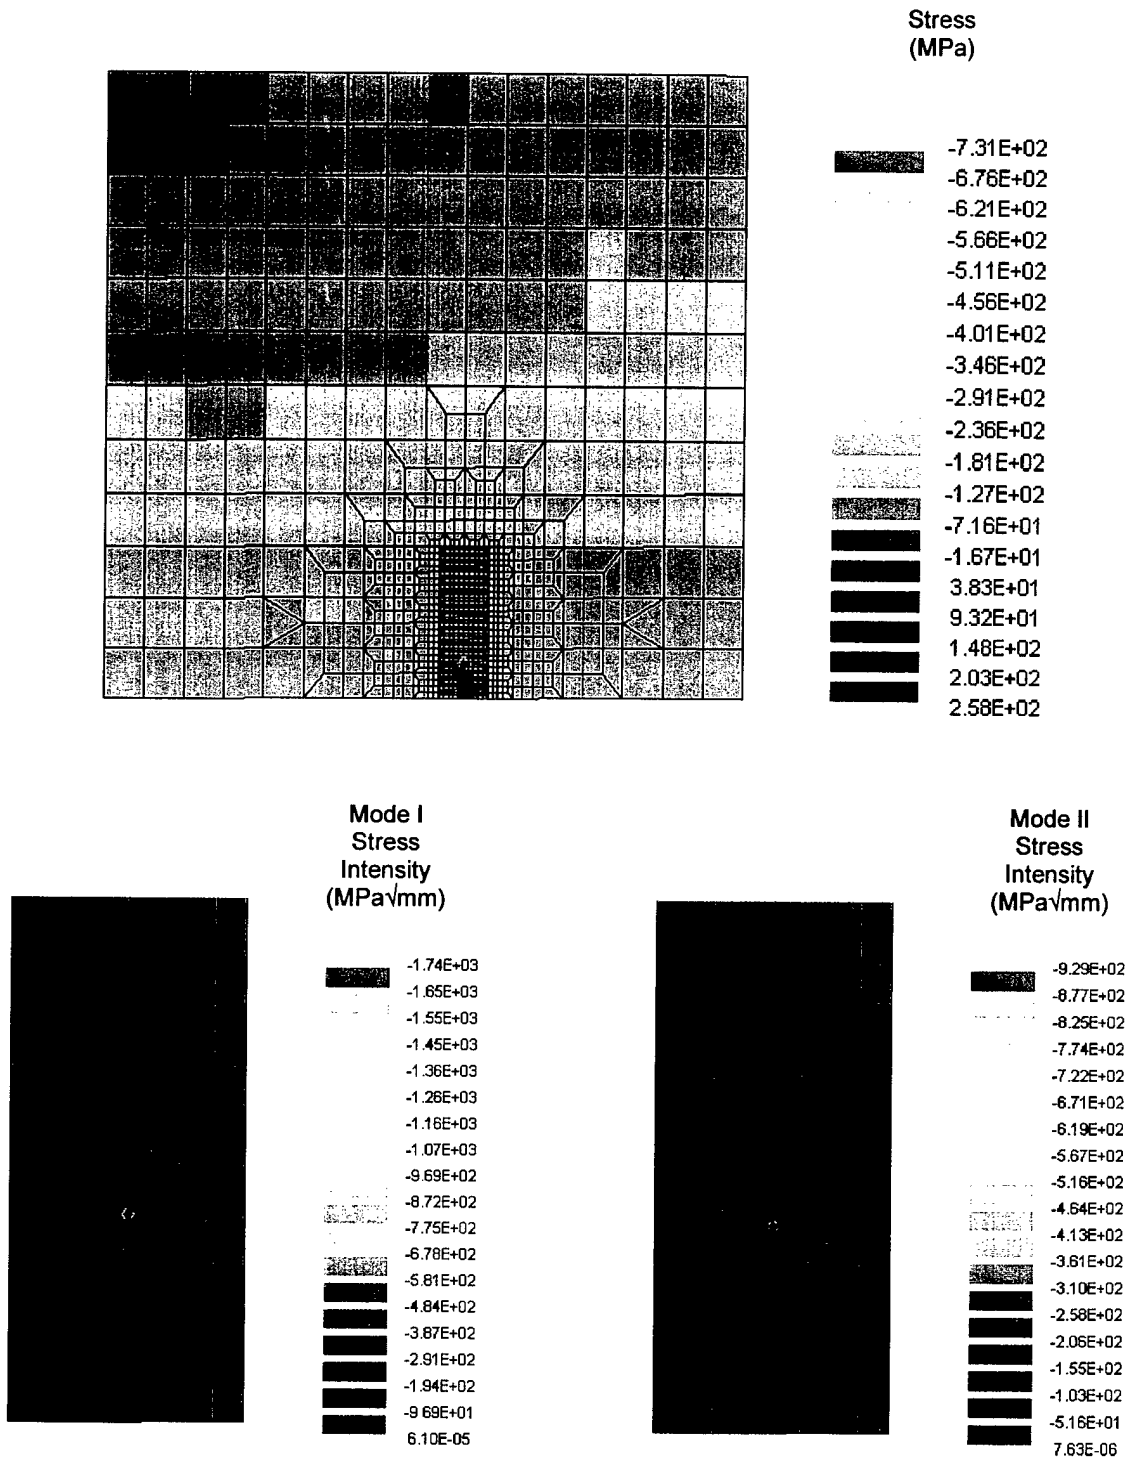 Stress
(MPa)
-7.31E+02
-6.76E+02
-6.21E+02
-5.66E+02
-5.11E+02
-4.56E+02
-4.01E+02
-3.46E+02
-2.91E+02
-2.36E+02
-1.81E+02
-1.27E+02
-7.16E+01
-1.67E+01
3.83E+01
9.32E+01
1.48E+02
2.03E+02
2.58E+02
Mode I
Stress
Intensity
(MPa√mm)
-1.74E+03
-1.65E+03
-1.55E+03
-1.45E+03
-1.36E+03
-1.26E+03
-1.16E+03
-1.07E+03
-9.69E+02
-8.72E+02
-7.75E+02
-6.78E+02
-5.81E+02
-4.84E+02
-3.87E+02
-2.91E+02
-1.94E+02
-9.69E+01
6.10E-05
Mode II
Stress
Intensity
(MPa√mm)
-9.29E+02
-8.77E+02
-8.25E+02
-7.74E+02
-7.22E+02
-6.71E+02
-6.19E+02
-5.67E+02
-5.16E+02
-4.64E+02
-4.13E+02
-3.61E+02
-3.10E+02
-2.58E+02
-2.06E+02
-1.55E+02
-1.03E+02
-5.16E+01
7.63E-06